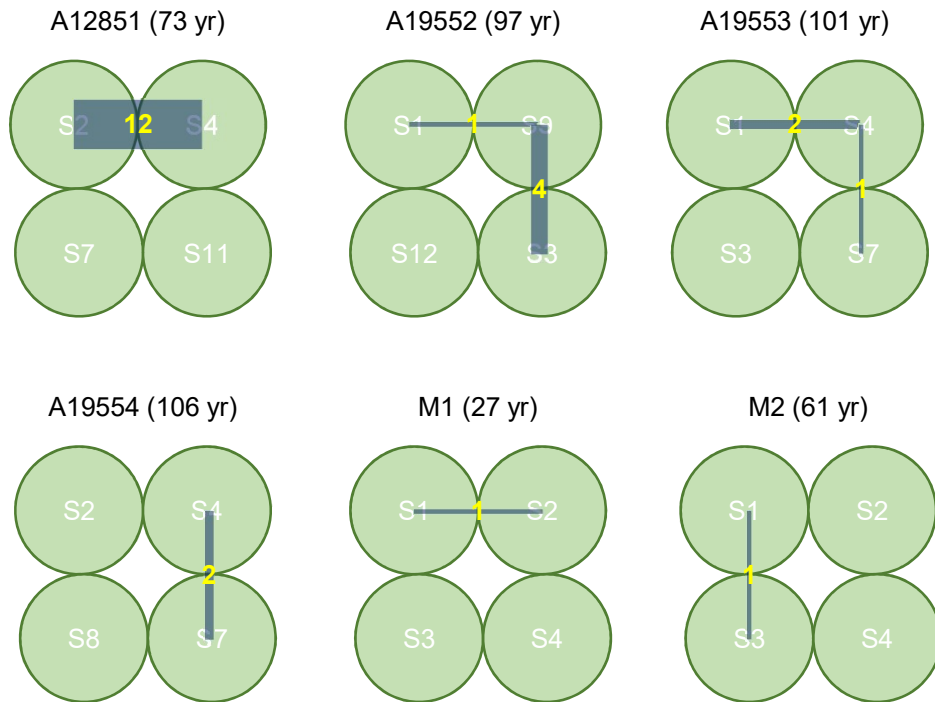 A12851 (73 yr) A19552 (97 yr) A19553 (101 yr)
S2 12 S4 S1 1 S9 S1 2 S4
4 1
S7 S11 S12 S3 S3 S7
A19554 (106 yr) M1 (27 yr) M2 (61 yr)
S2 S4 S1 1 S2 S1 S2
2 1
S8 S7 S3 S4 S3 S4